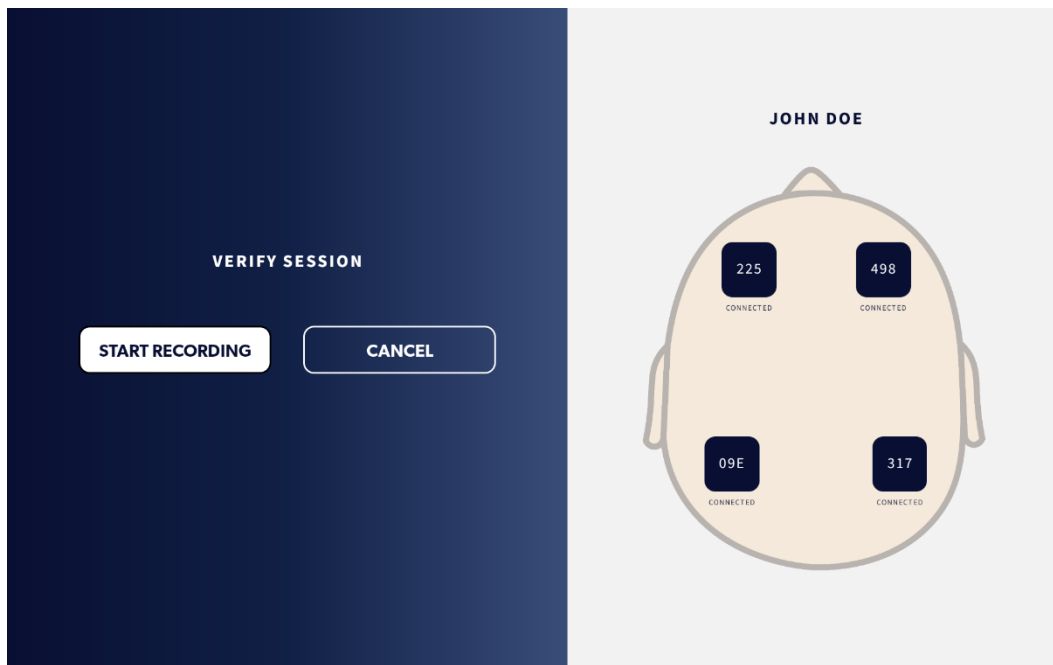 VERIFY SESSION
START RECORDING
CANCEL
JOHN DOE
225
498
CONNECTED
CONNECTED
09E
317
CONNECTED
CONNECTED